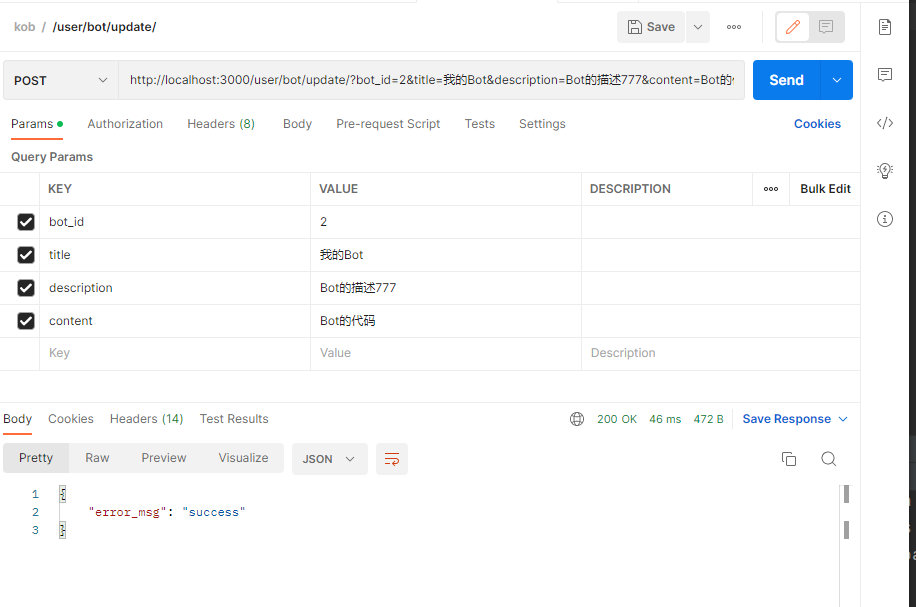 kob / /user/bot/update/
Save
POST http://localhost:3000/user/bot/update/?bot_id=2&title=我的Bot&description=Bot的描述777&content=Bot的 Send
Params Authorization Headers (8) Body Pre-request Script Tests Settings Cookies
Query Params
KEY VALUE DESCRIPTION Bulk Edit
bot_id 2
title 我的Bot
description Bot的描述777
content Bot的代码
Key Value Description
Body Cookies Headers (14) Test Results 200 OK 46 ms 472 B Save Response
Pretty Raw Preview Visualize JSON
1 {
2 "error_msg": "success"
3 }